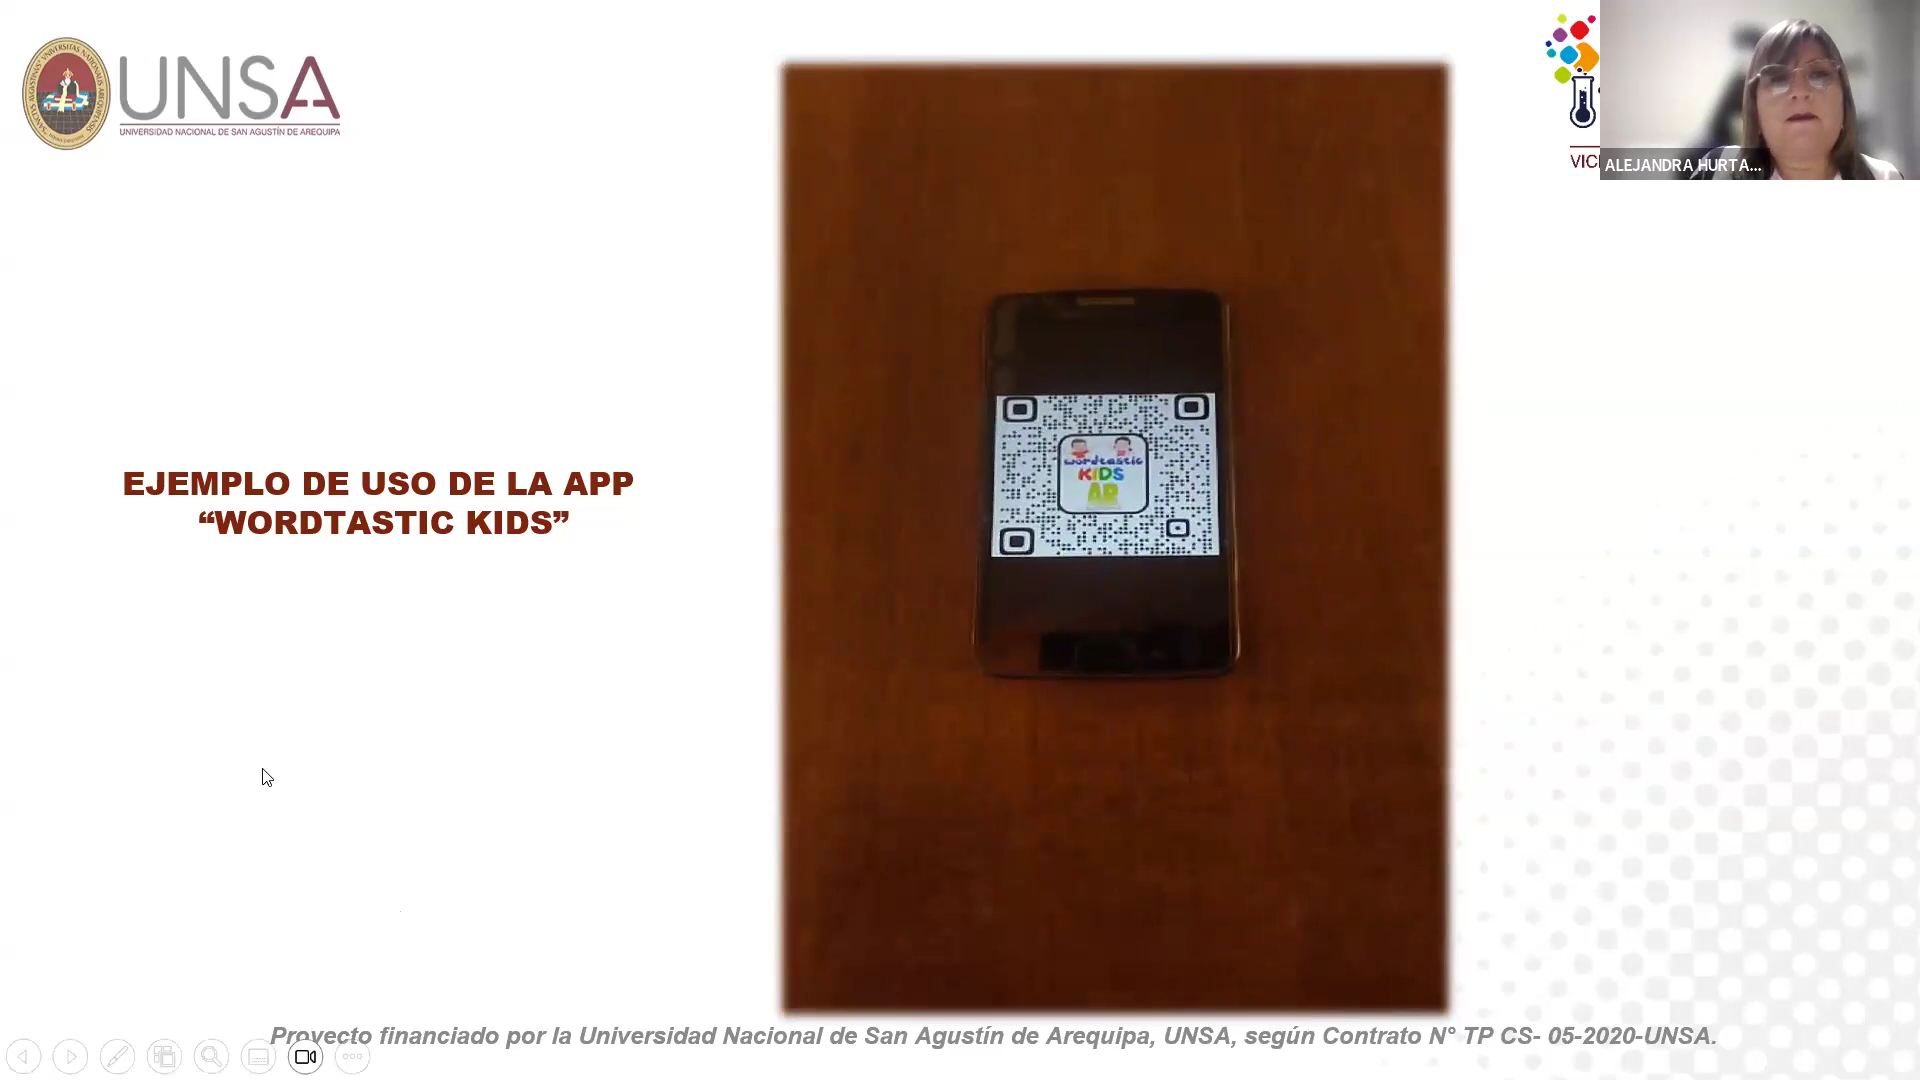 UNSA
UNIVERSIDAD NACIONAL DE SAN AGUSTÍN DE AREQUIPA
VIC
ALEJANDRA HURTA...
wordtastic
KIDS
AR
EJEMPLO DE USO DE LA APP
“WORDTASTIC KIDS”
Proyecto financiado por la Universidad Nacional de San Agustín de Arequipa, UNSA, según Contrato N° TP CS- 05-2020-UNSA.